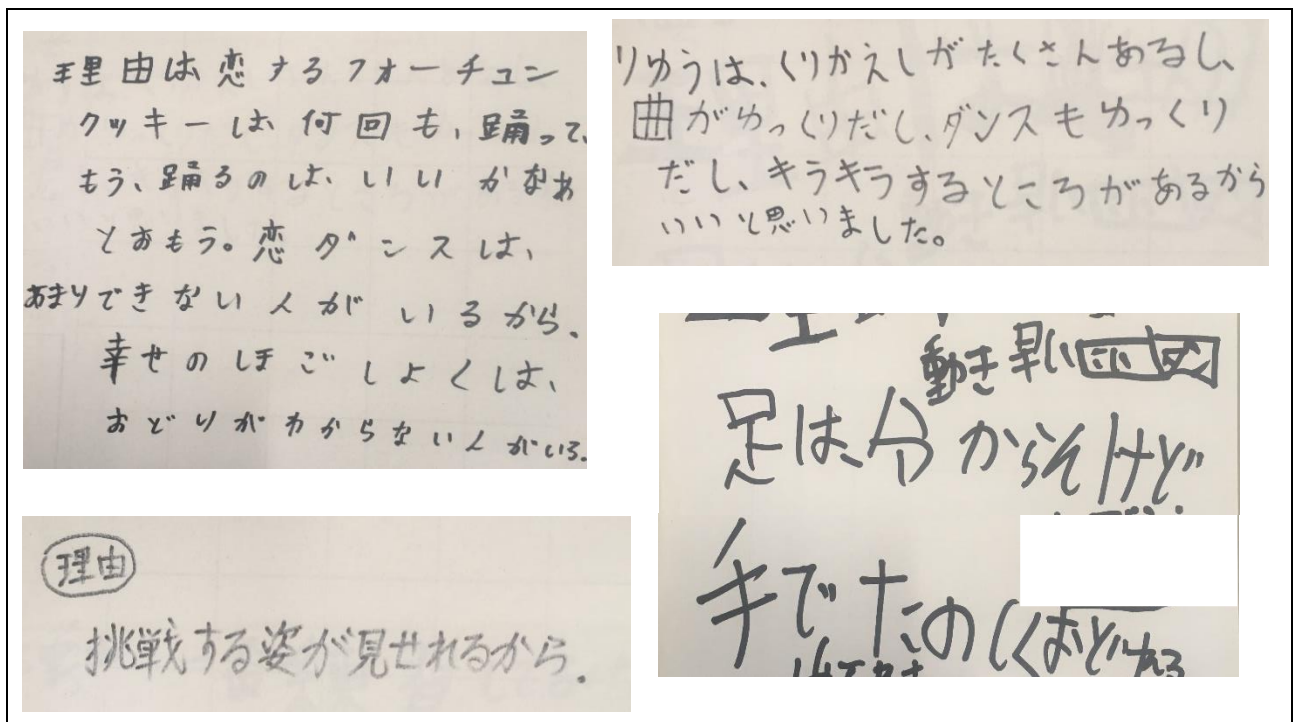 理由は恋するフォーチュン
クッキーは、何回も、踊って、
もう、踊るのは、いいかなぁ
とおもう。恋ダンスは、
あまりできない人がいるから。
幸せのほごしょくは、
おどりがわからない人がいる。
りゆうは、くりかえしがたくさんあるし、
曲がゆっくりだし、ダンスもゆっくり
だし、キラキラするところがあるから
いいと思いました。
理由
挑戦する姿が見せれるから。
動き早い
足は、分からそけど
手でたのしくおどれる